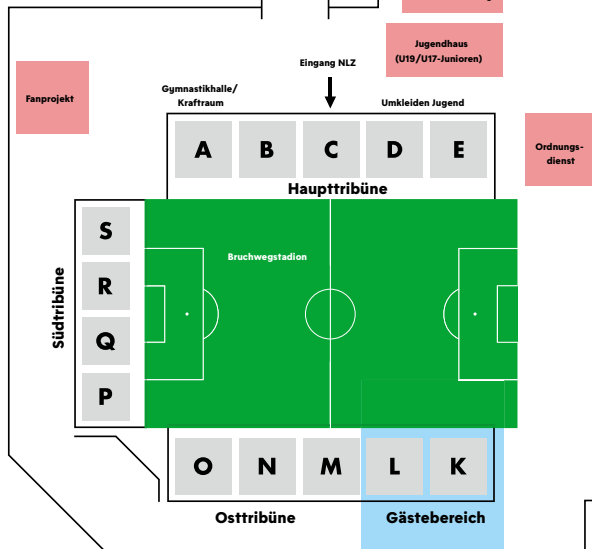 Jugendhaus
(U19/U17-Junioren)
Eingang NLZ
Fanprojekt
Gymnastikhalle/
Kraftraum
Umkleiden Jugend
Ordnungs-
dienst
A B C D E
Haupttribüne
Bruchwegstadion
Südtribüne
S
R
Q
P
O N M L K
Osttribüne
Gästebereich